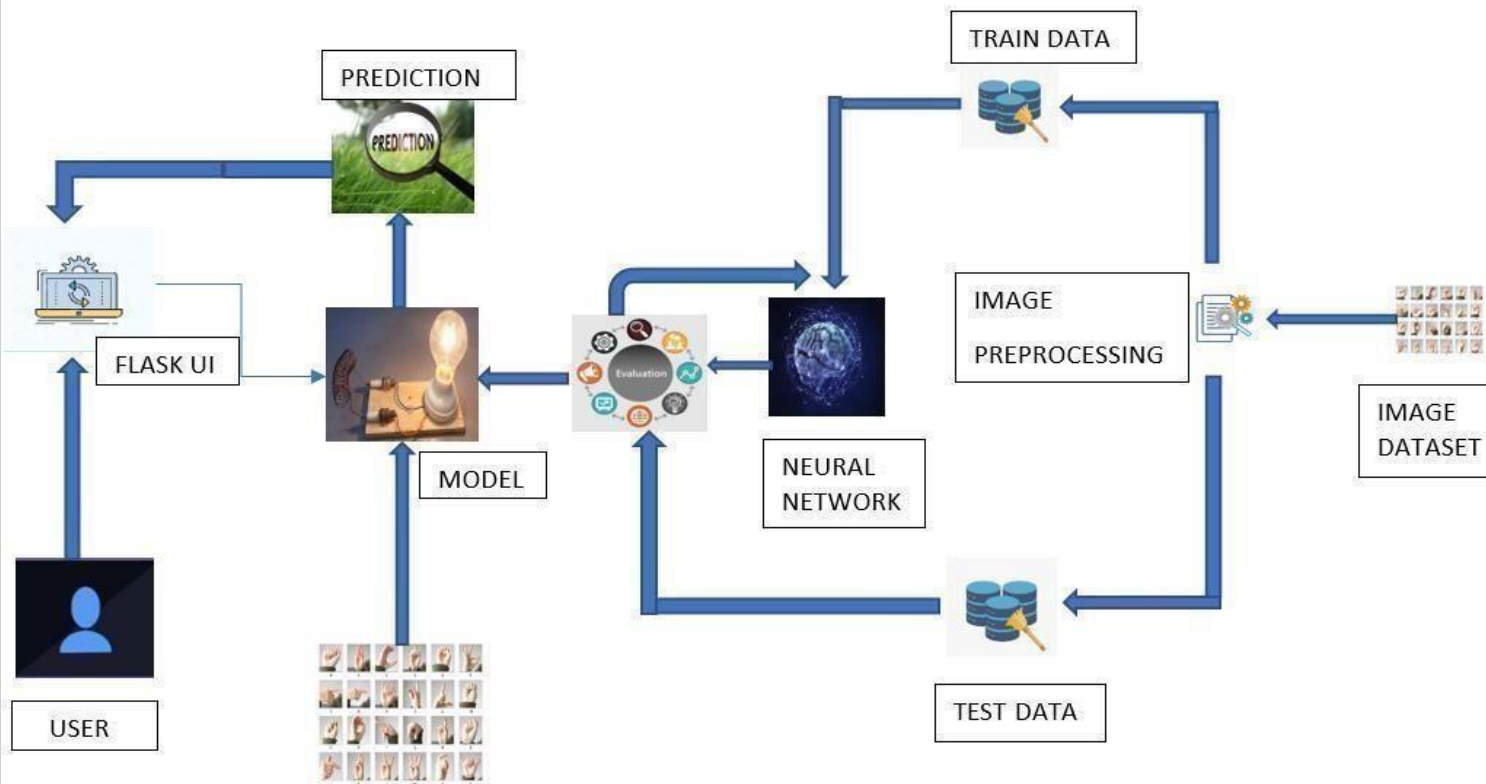 TRAIN DATA
PREDICTION
PREDICTION
IMAGE
PREPROCESSING
FLASK UI
Evaluation
IMAGE
DATASET
MODEL
NEURAL
NETWORK
USER
TEST DATA